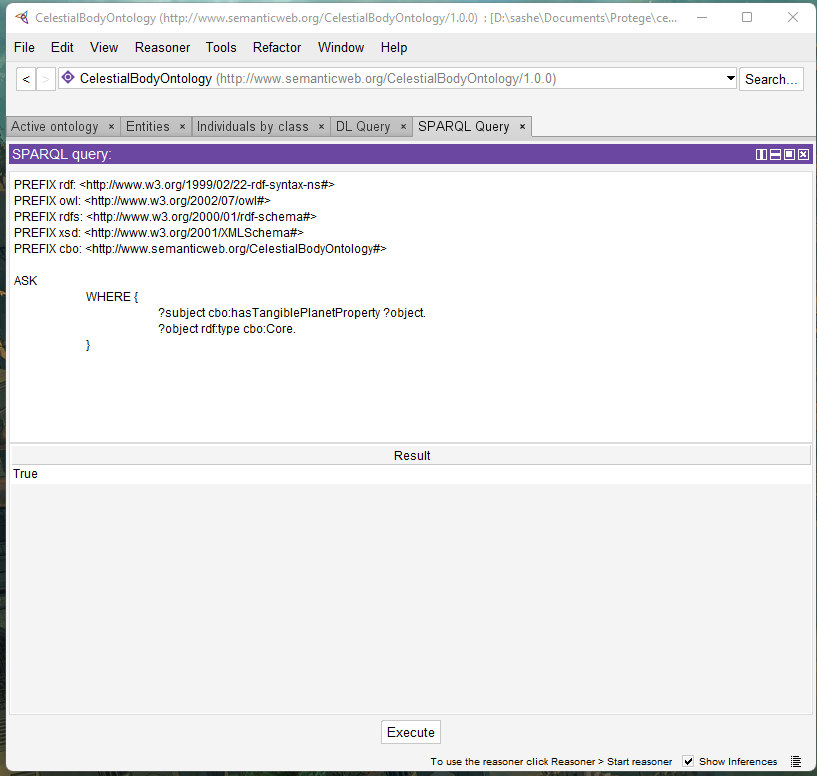 CelestialBodyOntology (http://www.semanticweb.org/CelestialBodyOntology/1.0.0)  : [D:\sashe\Documents\Protege\ce...
File Edit View Reasoner Tools Refactor Window Help
< > CelestialBodyOntology (http://www.semanticweb.org/CelestialBodyOntology/1.0.0) Search...
Active ontology × Entities × Individuals by class × DL Query × SPARQL Query ×
SPARQL query:
PREFIX rdf: <http://www.w3.org/1999/02/22-rdf-syntax-ns#>
PREFIX owl: <http://www.w3.org/2002/07/owl#>
PREFIX rdfs: <http://www.w3.org/2000/01/rdf-schema#>
PREFIX xsd: <http://www.w3.org/2001/XMLSchema#>
PREFIX cbo: <http://www.semanticweb.org/CelestialBodyOntology#>
ASK
WHERE {
?subject cbo:hasTangiblePlanetProperty ?object.
?object rdf:type cbo:Core.
}
Result
True
Execute
To use the reasoner click Reasoner > Start reasoner Show Inferences